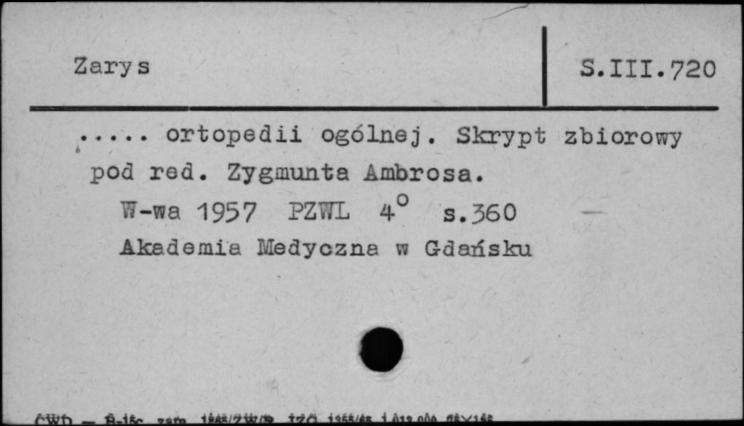 Zarys
S.III.720
..... ortopedii ogólnej. Skrypt zbiorowy
pod red. Zygmunta Ambrosa.
W-wa 1957 PZWL 4° s.360
Akademia Medyczna w Gdańsku
CWD —